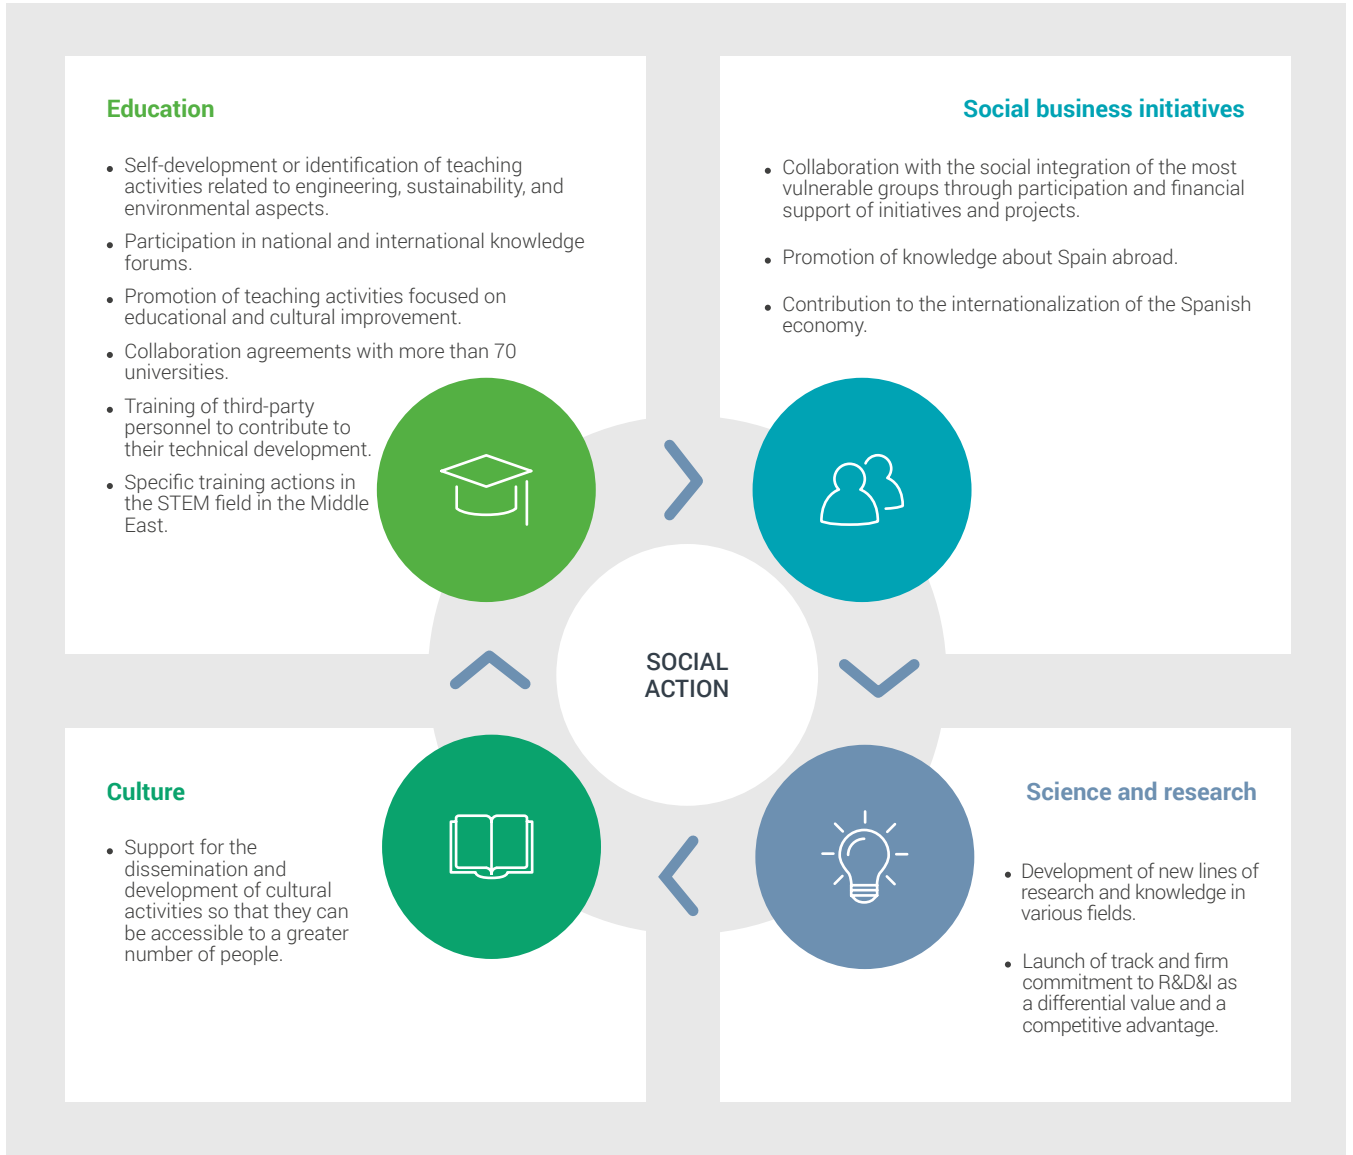 Education
• Self-development or identification of teaching
activities related to engineering, sustainability, and
environmental aspects.
• Participation in national and international knowledge
forums.
• Promotion of teaching activities focused on
educational and cultural improvement.
• Collaboration agreements with more than 70
universities.
• Training of third-party
personnel to contribute to
their technical development.
• Specific training actions in
the STEM field in the Middle
East.
Social business initiatives
• Collaboration with the social integration of the most
vulnerable groups through participation and financial
support of initiatives and projects.
• Promotion of knowledge about Spain abroad.
• Contribution to the internationalization of the Spanish
economy.
SOCIAL
ACTION
Culture
• Support for the
dissemination and
development of cultural
activities so that they can
be accessible to a greater
number of people.
Science and research
• Development of new lines of
research and knowledge in
various fields.
• Launch of track and firm
commitment to R&D&I as
a differential value and a
competitive advantage.